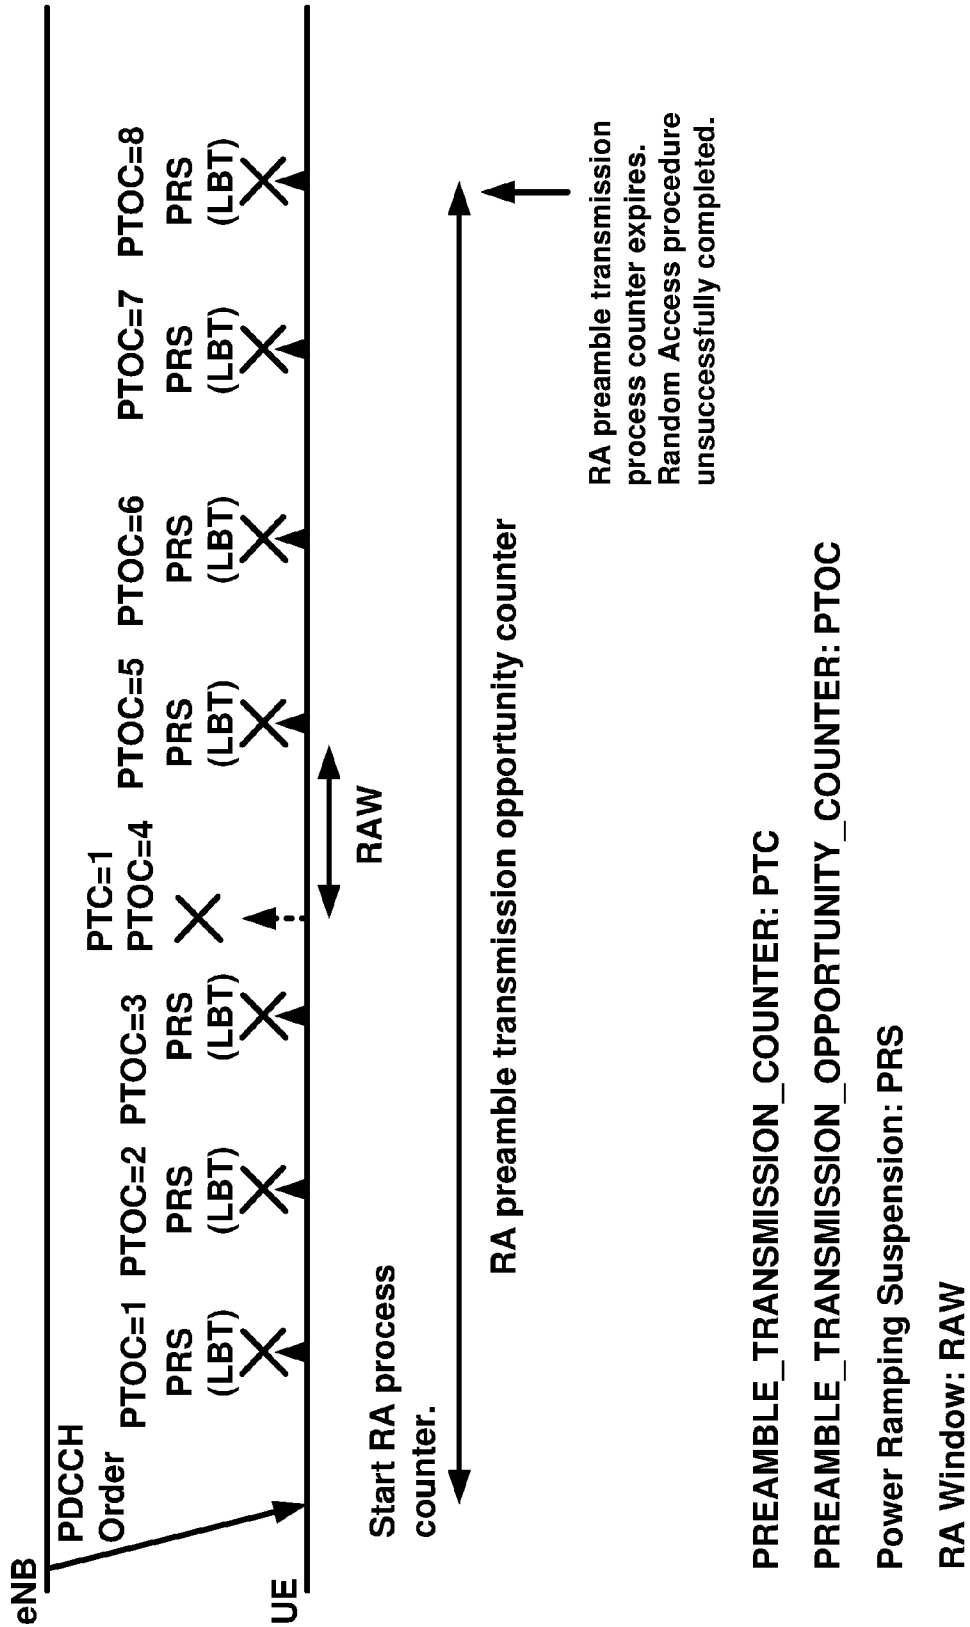 eNB
PDCCH
Order
PTOC=1
PRS
(LBT)
PTOC=2
PRS
(LBT)
PTOC=3
PRS
(LBT)
PTC=1
PTOC=4
PTOC=5
PRS
(LBT)
PTOC=6
PRS
(LBT)
PTOC=7
PRS
(LBT)
PTOC=8
PRS
(LBT)
UE
RAW
Start RA process
counter.
RA preamble transmission opportunity counter
RA preamble transmission
process counter expires.
Random Access procedure
unsuccessfully completed.
PREAMBLE_TRANSMISSION_COUNTER: PTC
PREAMBLE_TRANSMISSION_OPPORTUNITY_COUNTER: PTOC
Power Ramping Suspension: PRS
RA Window: RAW